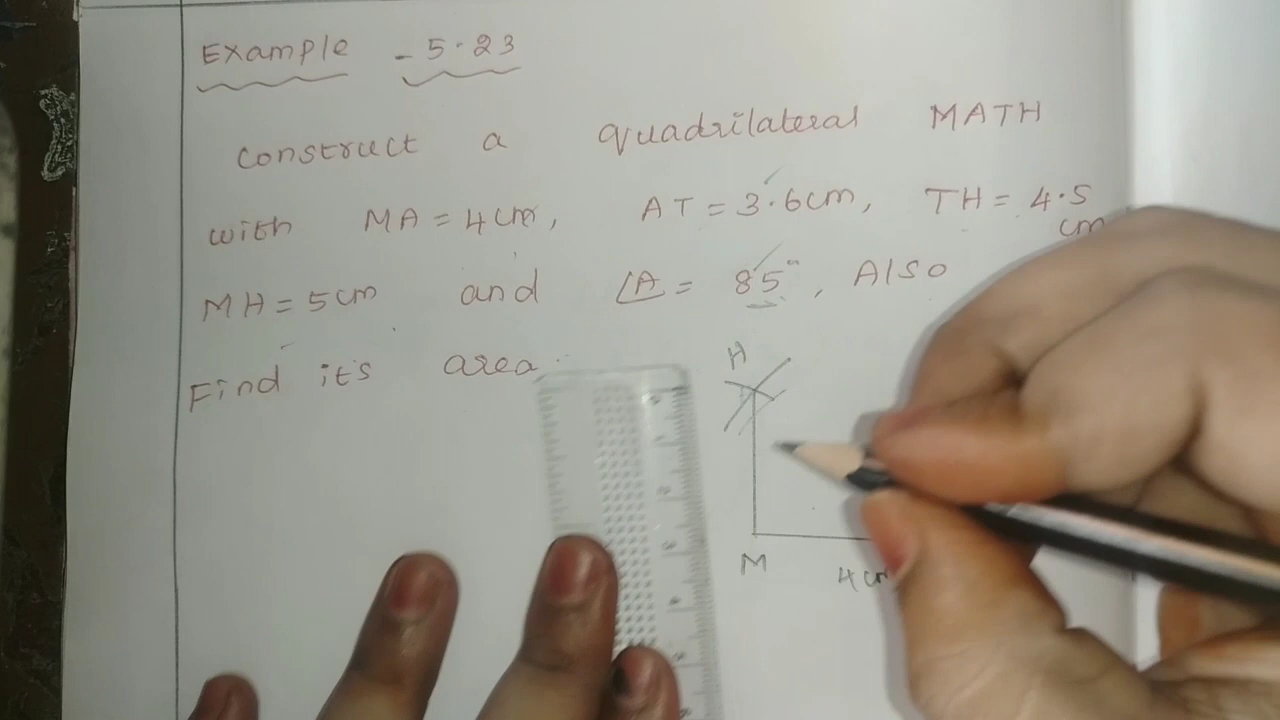 Example - 5.23
construct a quadrilateral MATH
with MA = 4cm, AT = 3.6cm, TH = 4.5
cm
MH = 5cm and ∠A = 85°, Also
Find its area.
H
M
4cm